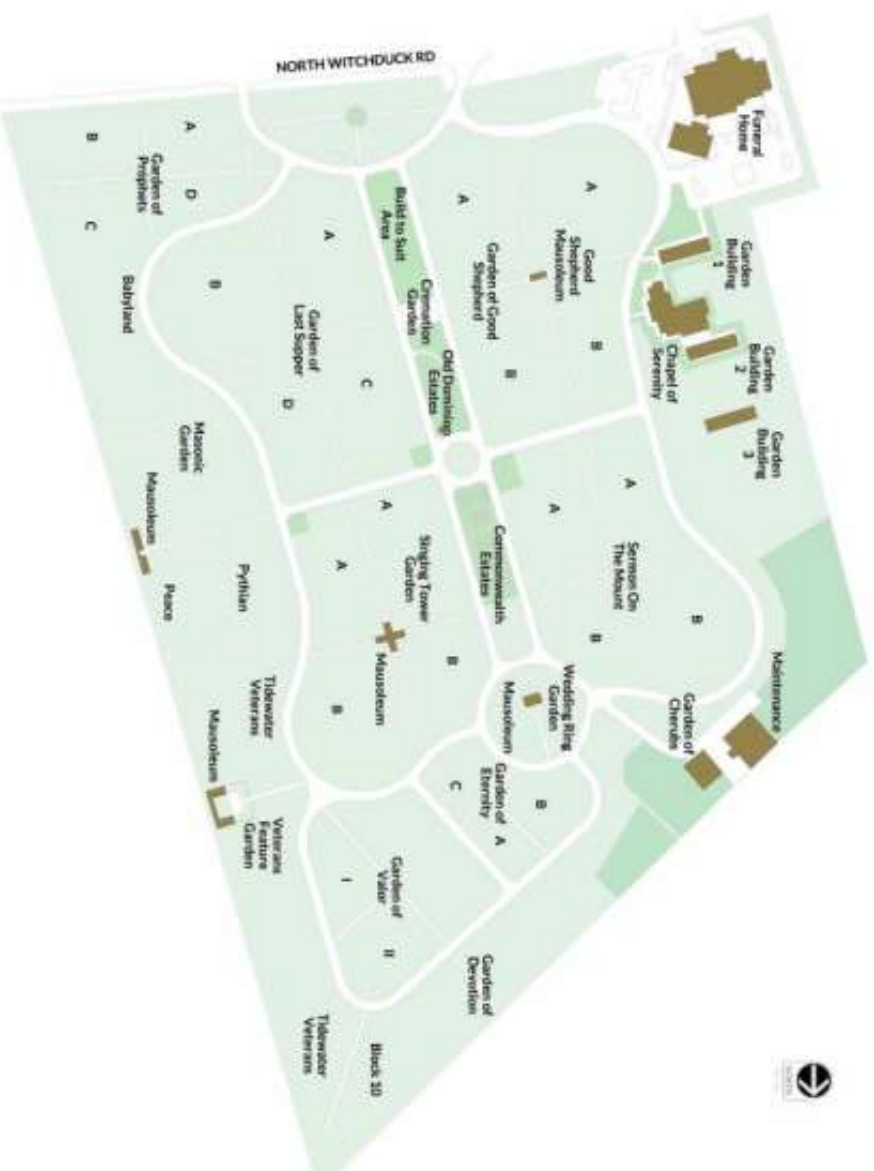 NORTH WITCHDUCK RD
Funeral
Home
Garden
Building
1
Garden
Building
2
Garden
Building
3
Chapel of
Serenity
A
Good
Shepherd
Mausoleum
B
A
Garden of Good
Shepherd
B
Build to Suit
Area
Cremation
Garden
Old Dominion
Estates
A
Garden of
Last Supper
B
C
D
A
B
Garden of
Prophets
D
C
Babyland
Masonic
Garden
Mausoleum
Peace
Pythian
Tidewater
Veterans
Mausoleum
Veterans
Feature
Garden
A
Sermon On
The Mount
B
A
B
Commonwealth
Estates
A
Singing Tower
Garden
B
A
Mausoleum
B
Wedding Ring
Garden
Mausoleum
Garden of
Cherubs
Maintenance
B
Garden of
Eternity
A
C
Garden of
Valor
I
II
Garden of
Devotion
Block 10
Tidewater
Veterans
NORTH